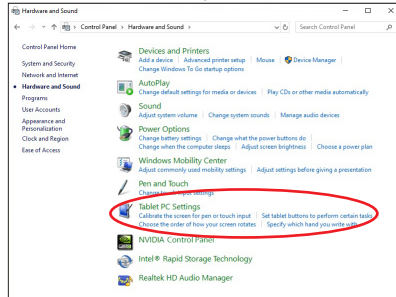 Hardware and Sound
Control Panel > Hardware and Sound >
Search Control Panel
Control Panel Home
System and Security
Network and Internet
Hardware and Sound
Programs
User Accounts
Appearance and
Personalization
Clock and Region
Ease of Access
Devices and Printers
Add a device | Advanced printer setup | Mouse | Device Manager
Change Windows To Go startup options
AutoPlay
Change default settings for media or devices | Play CDs or other media automatically
Sound
Adjust system volume | Change system sounds | Manage audio devices
Power Options
Change battery settings | Change what the power buttons do
Change when the computer sleeps | Adjust screen brightness | Choose a power plan
Windows Mobility Center
Adjust commonly used mobility settings | Adjust settings before giving a presentation
Pen and Touch
Change touch input settings
Tablet PC Settings
Calibrate the screen for pen or touch input | Set tablet buttons to perform certain tasks
Choose the order of how your screen rotates | Specify which hand you write with
NVIDIA Control Panel
Intel® Rapid Storage Technology
Realtek HD Audio Manager